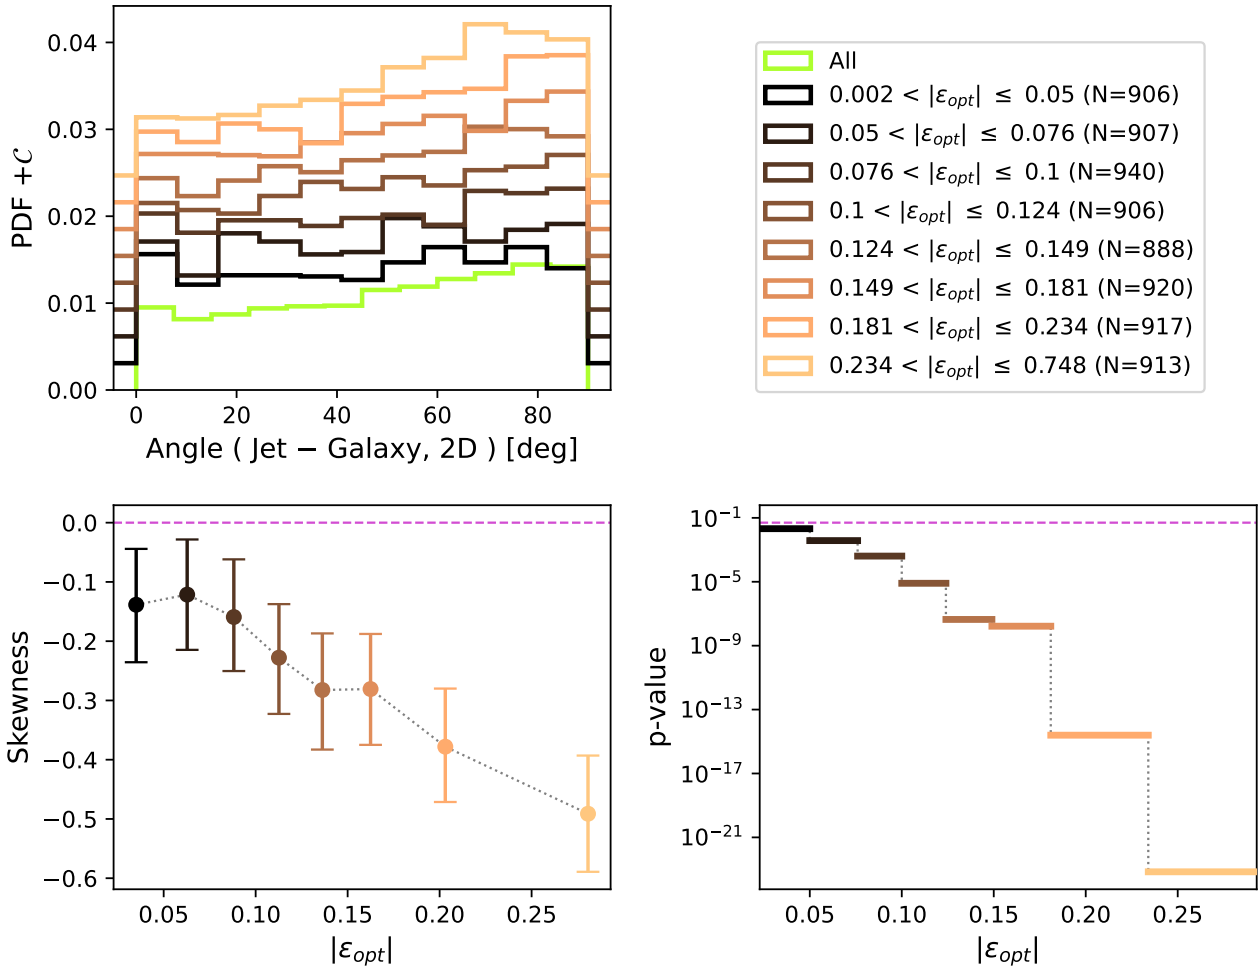 0.04
0.03
0.02
0.01
0.00
PDF +𝒞
0 20 40 60 80
Angle ( Jet − Galaxy, 2D ) [deg]
All
0.002 < |ε_opt| ≤ 0.05 (N=906)
0.05 < |ε_opt| ≤ 0.076 (N=907)
0.076 < |ε_opt| ≤ 0.1 (N=940)
0.1 < |ε_opt| ≤ 0.124 (N=906)
0.124 < |ε_opt| ≤ 0.149 (N=888)
0.149 < |ε_opt| ≤ 0.181 (N=920)
0.181 < |ε_opt| ≤ 0.234 (N=917)
0.234 < |ε_opt| ≤ 0.748 (N=913)
0.0
−0.1
−0.2
−0.3
−0.4
−0.5
−0.6
Skewness
0.05 0.10 0.15 0.20 0.25
|ε_opt|
10^−1
10^−5
10^−9
10^−13
10^−17
10^−21
p-value
0.05 0.10 0.15 0.20 0.25
|ε_opt|